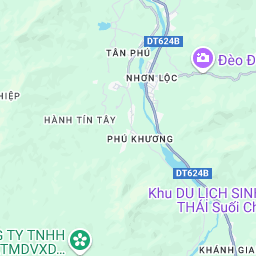 DT624B
TÂN PHÚ
Đèo Đ
NHƠN LỘC
HIỆP
HÀNH TÍN TÂY
PHÚ KHƯƠNG
DT624B
Khu DU LỊCH SINH
THÁI Suối Ch
G TY TNHH
TMDVXD...
KHÁNH GIA